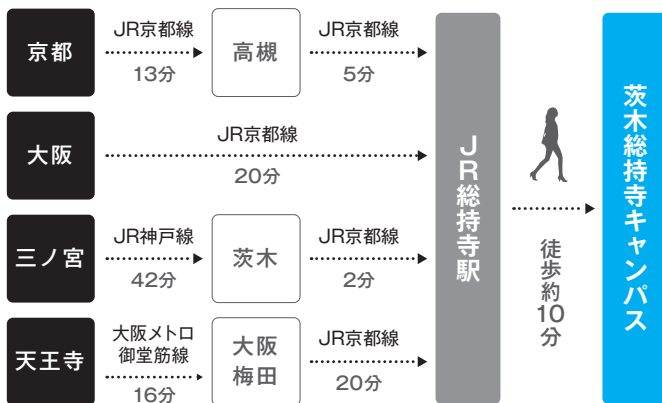 京都
JR京都線
13分
高槻
JR京都線
5分
大阪
JR京都線
20分
三ノ宮
JR神戸線
42分
茨木
JR京都線
2分
天王寺
大阪メトロ
御堂筋線
16分
大阪
梅田
JR京都線
20分
JR総持寺駅
徒歩約10分
茨木総持寺キャンパス